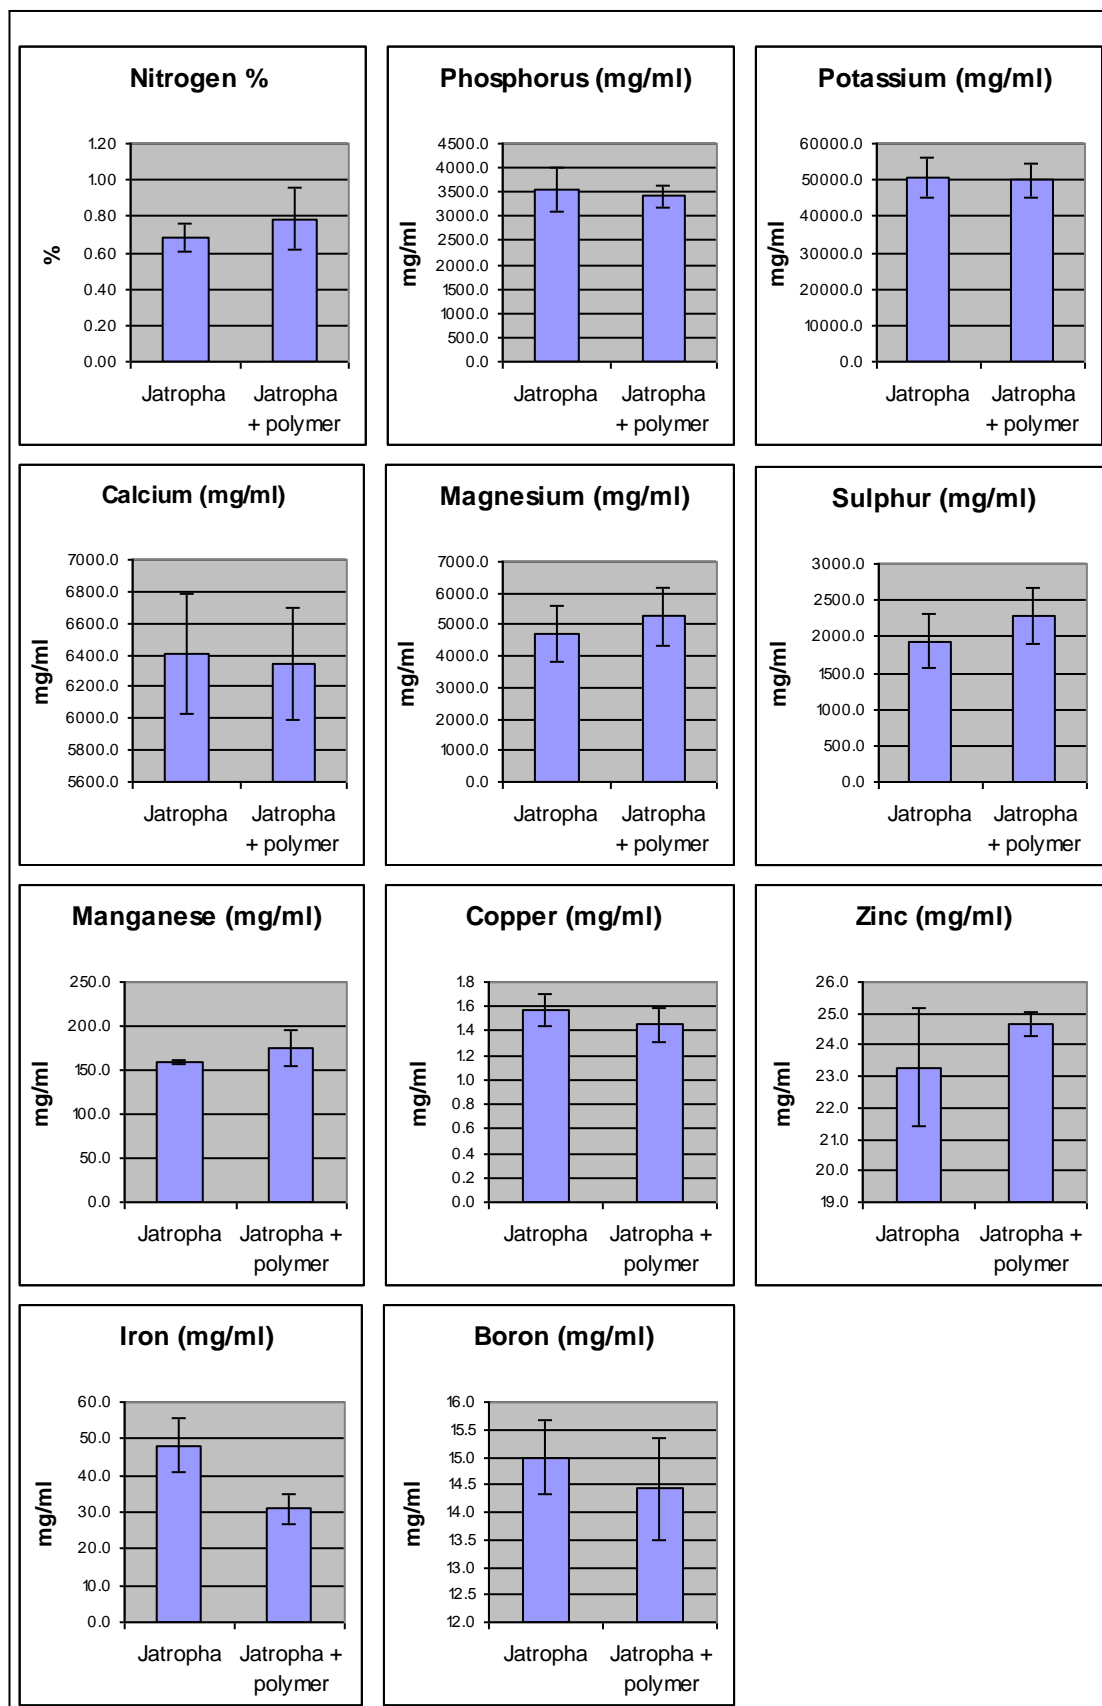 Nitrogen %
%
1.20
1.00
0.80
0.60
0.40
0.20
0.00
Jatropha
Jatropha
+ polymer
Phosphorus (mg/ml)
mg/ml
4500.0
4000.0
3500.0
3000.0
2500.0
2000.0
1500.0
1000.0
500.0
0.0
Jatropha
Jatropha
+ polymer
Potassium (mg/ml)
mg/ml
60000.0
50000.0
40000.0
30000.0
20000.0
10000.0
0.0
Jatropha
Jatropha
+ polymer
Calcium (mg/ml)
mg/ml
7000.0
6800.0
6600.0
6400.0
6200.0
6000.0
5800.0
5600.0
Jatropha
Jatropha
+ polymer
Magnesium (mg/ml)
mg/ml
7000.0
6000.0
5000.0
4000.0
3000.0
2000.0
1000.0
0.0
Jatropha
Jatropha
+ polymer
Sulphur (mg/ml)
mg/ml
3000.0
2500.0
2000.0
1500.0
1000.0
500.0
0.0
Jatropha
Jatropha
+ polymer
Manganese (mg/ml)
mg/ml
250.0
200.0
150.0
100.0
50.0
0.0
Jatropha
Jatropha +
polymer
Copper (mg/ml)
mg/ml
1.8
1.6
1.4
1.2
1.0
0.8
0.6
0.4
0.2
0.0
Jatropha
Jatropha +
polymer
Zinc (mg/ml)
mg/ml
26.0
25.0
24.0
23.0
22.0
21.0
20.0
19.0
Jatropha
Jatropha +
polymer
Iron (mg/ml)
mg/ml
60.0
50.0
40.0
30.0
20.0
10.0
0.0
Jatropha
Jatropha +
polymer
Boron (mg/ml)
mg/ml
16.0
15.5
15.0
14.5
14.0
13.5
13.0
12.5
12.0
Jatropha
Jatropha +
polymer